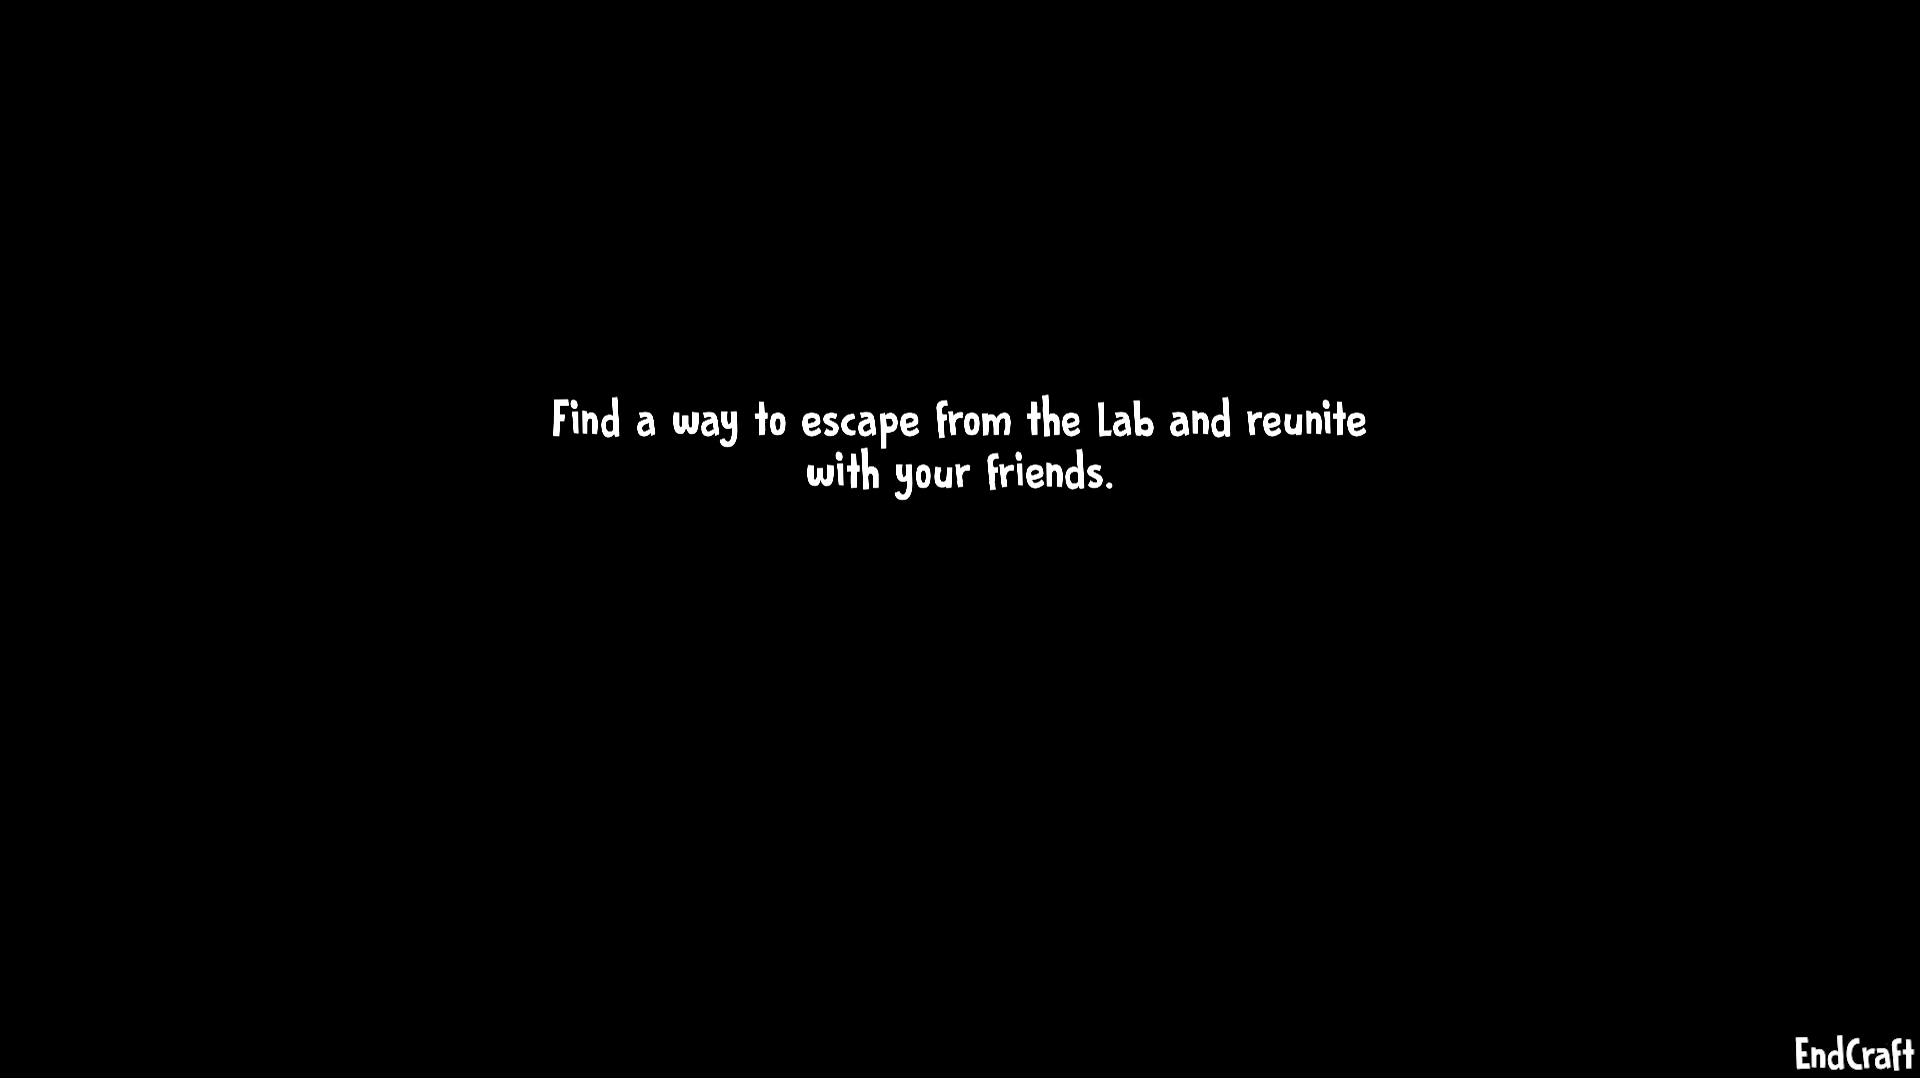 Find a way to escape from the Lab and reunite
with your friends.
EndCraft